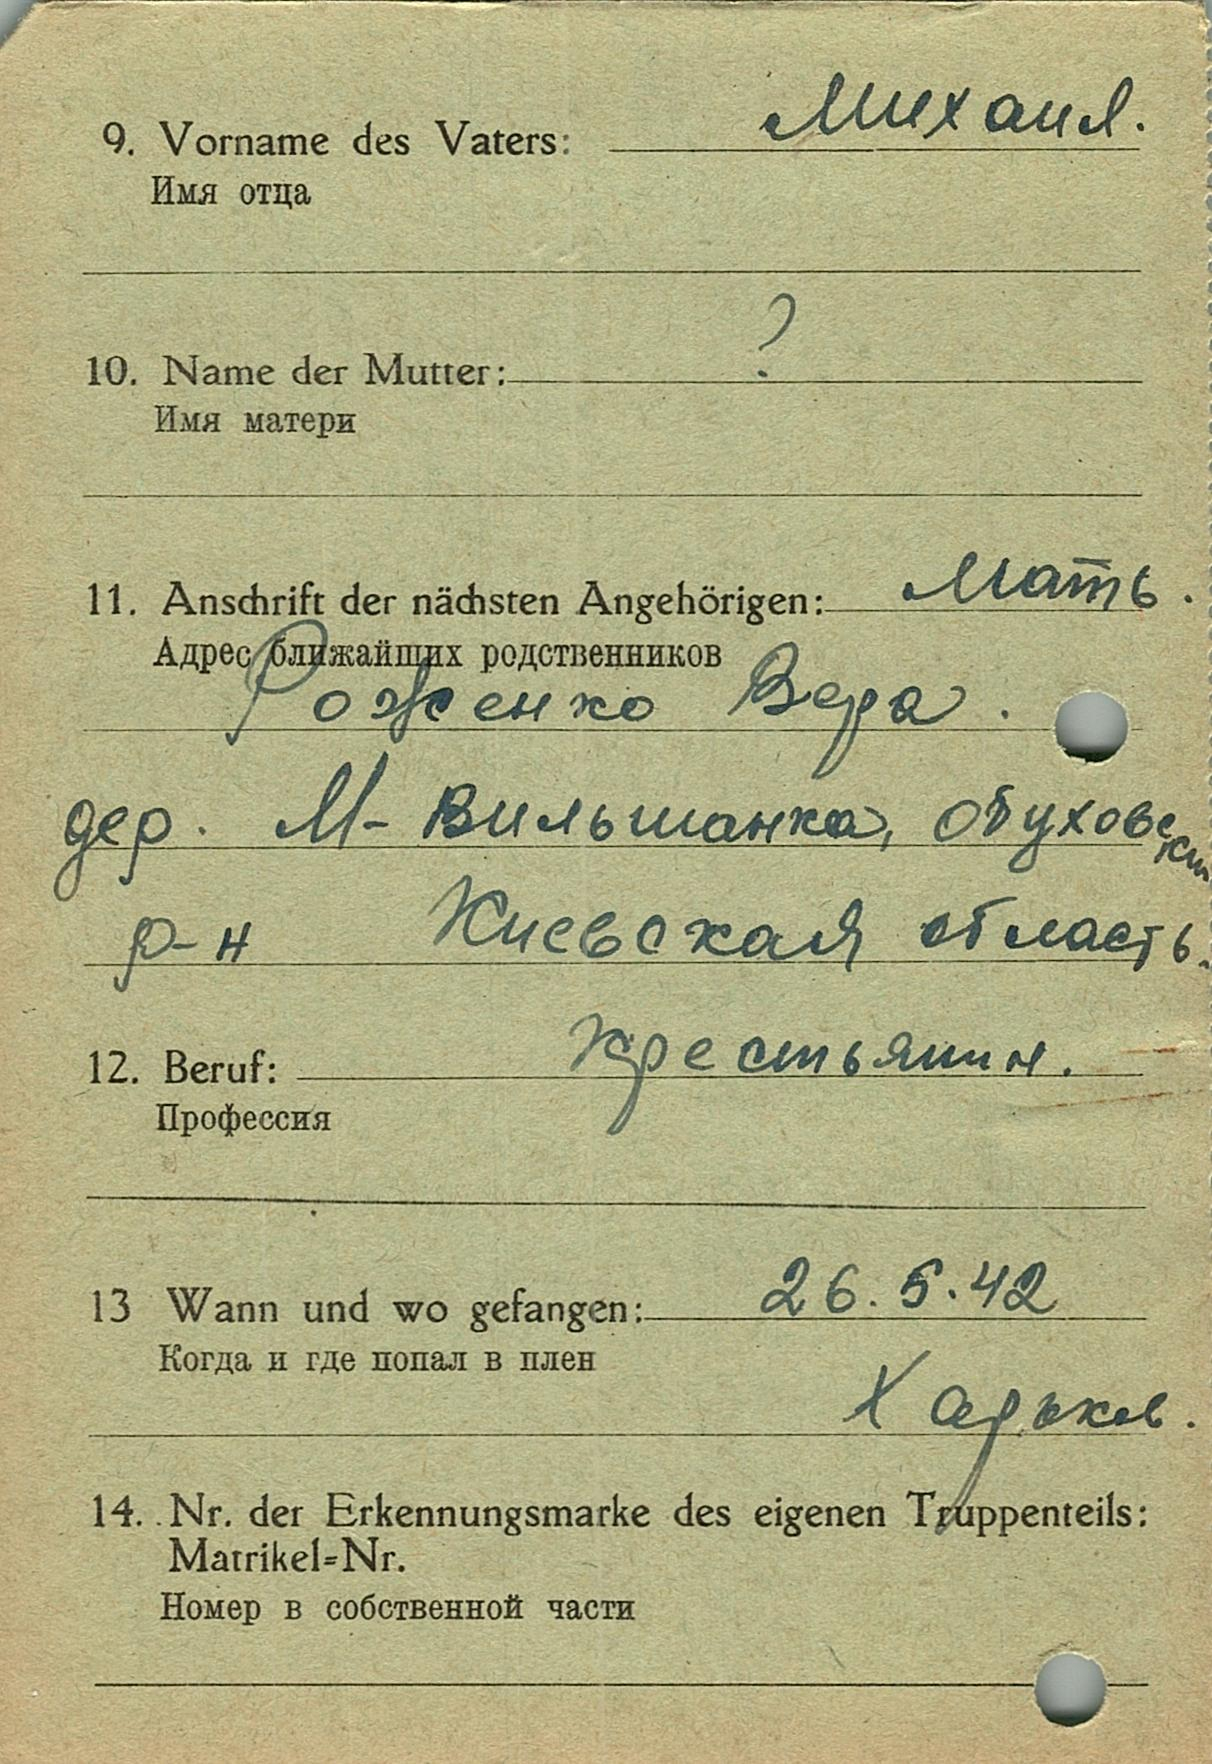 9. Vorname des Vaters: Михаил.
Имя отца
10. Name der Mutter: ?
Имя матери
11. Anschrift der nächsten Angehörigen: Мать.
Адрес ближайших родственников
Роженко Вера.
дер. М-Вильшанка, Обуховский
р-н Киевская область.
12. Beruf: Крестьянин.
Профессия
13 Wann und wo gefangen: 26.5.42
Когда и где попал в плен
Харьков.
14. Nr. der Erkennungsmarke des eigenen Truppenteils:
Matrikel=Nr.
Номер в собственной части